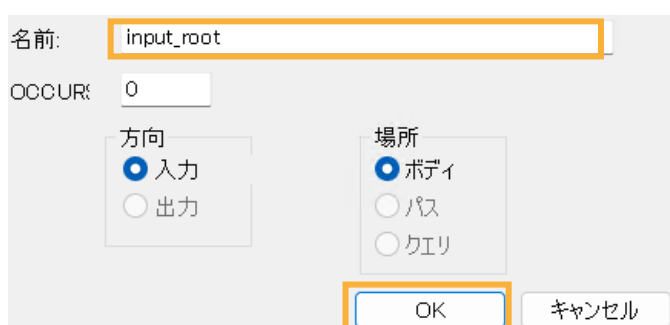 名前: input_root
OCCURS 0
方向 場所
入力 ボディ
出力 パス
クエリ
OK キャンセル